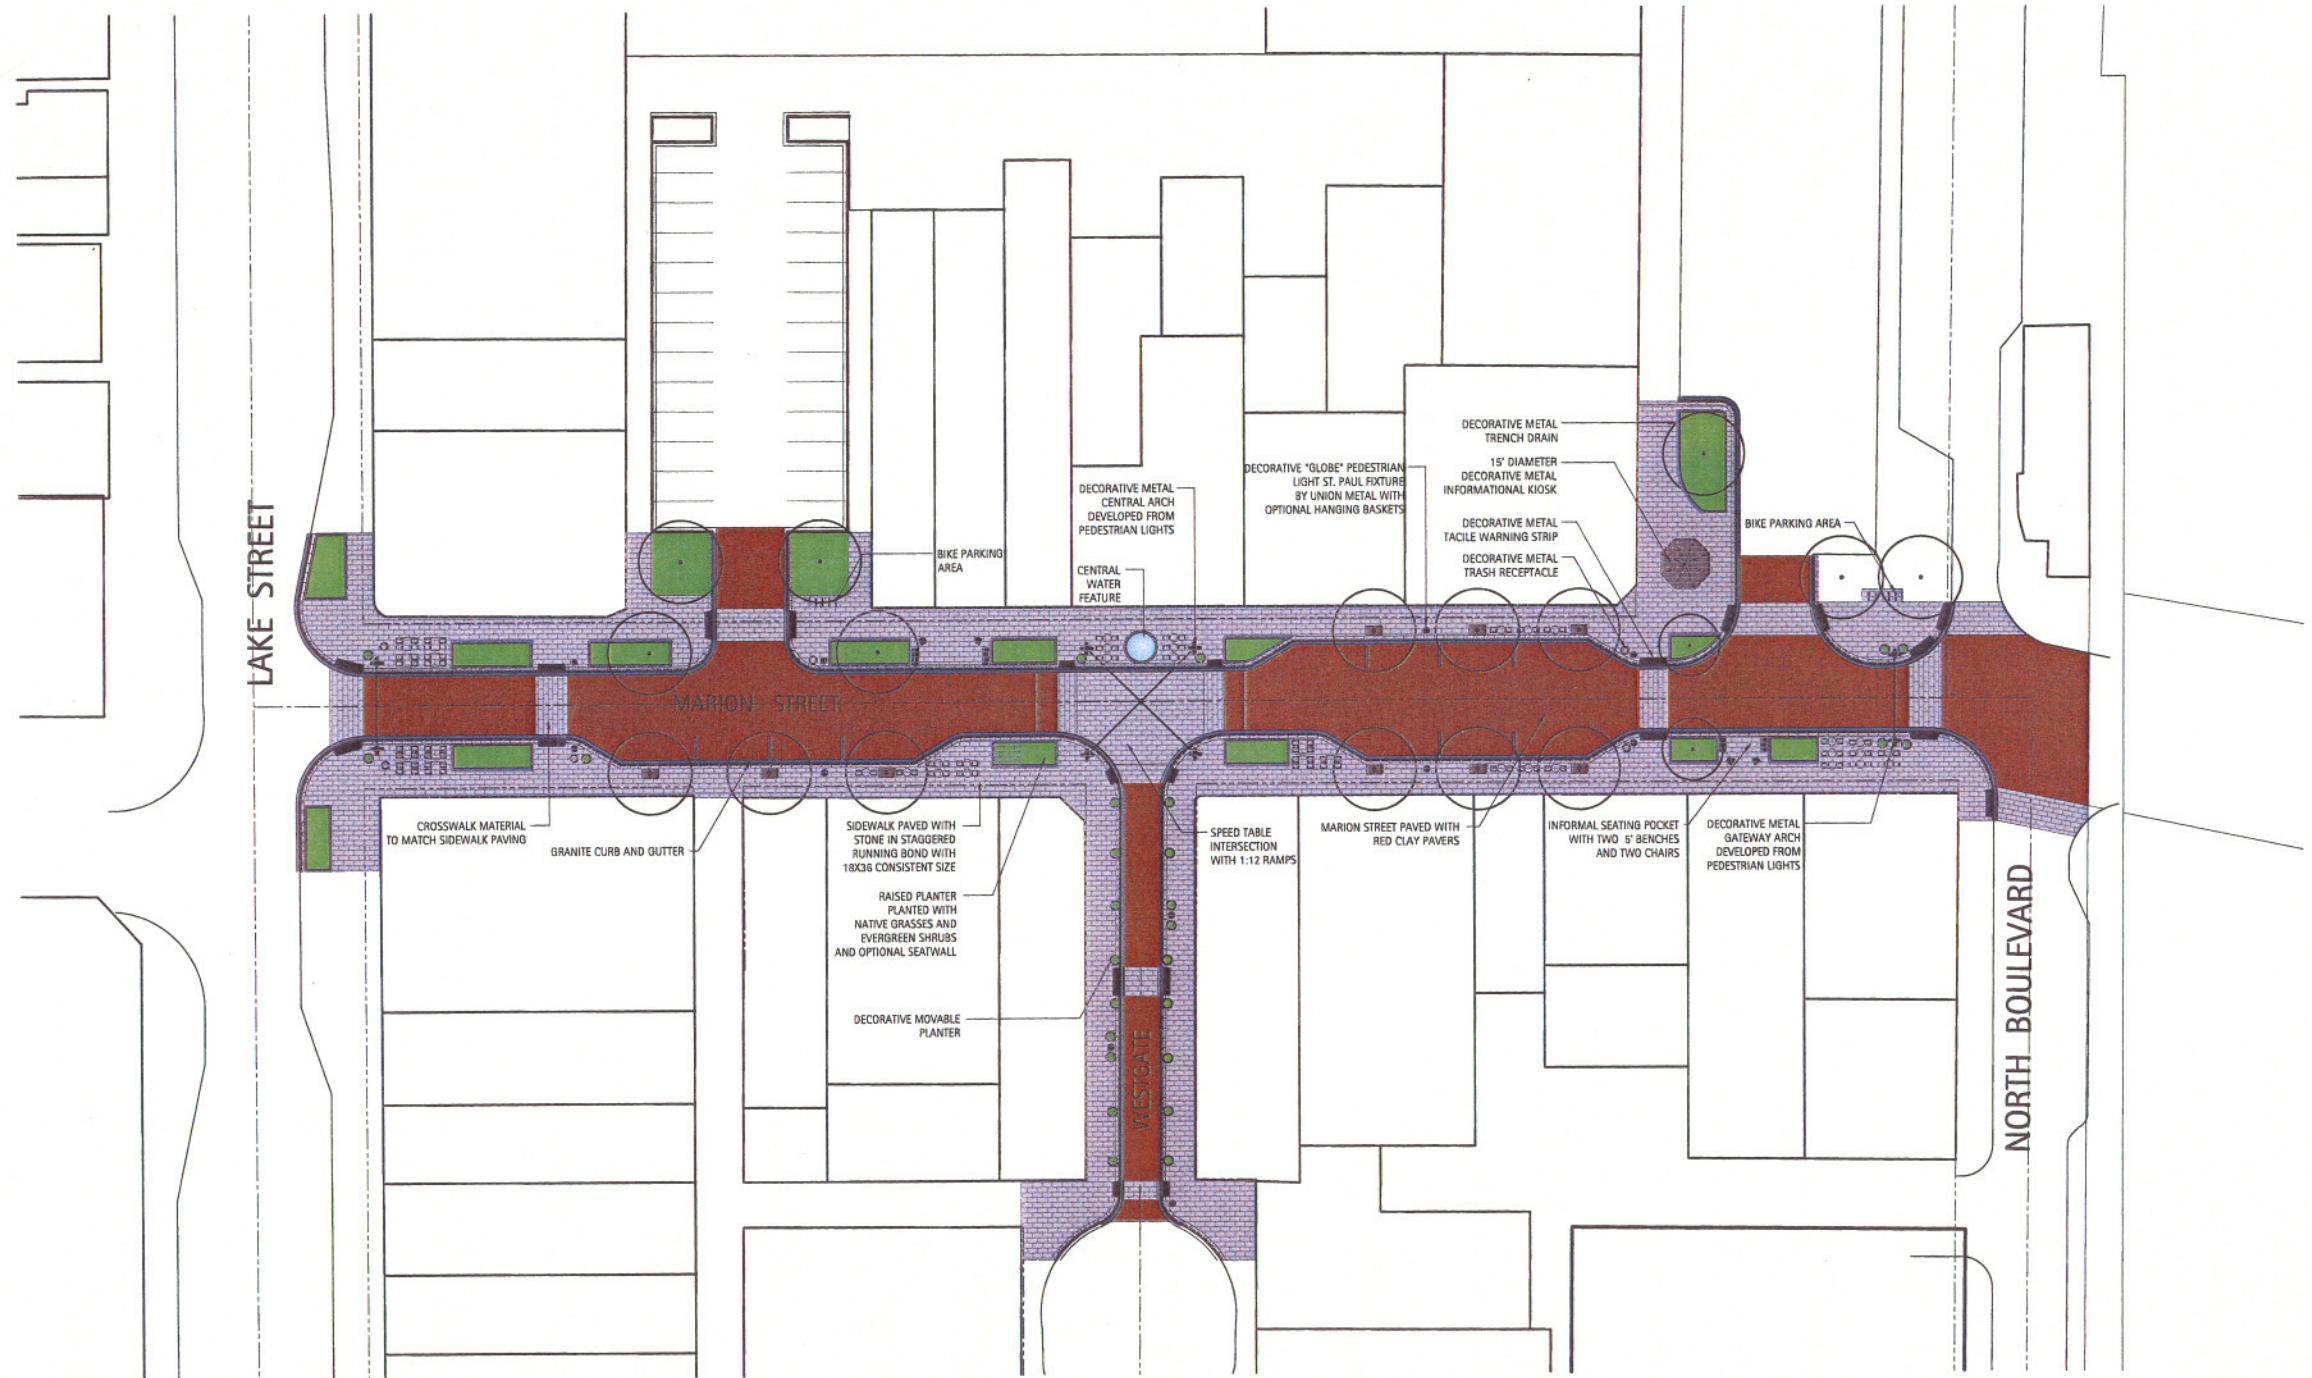 DECORATIVE METAL
TRENCH DRAIN
15' DIAMETER
DECORATIVE METAL
INFORMATIONAL KIOSK
DECORATIVE "GLOBE" PEDESTRIAN
LIGHT ST. PAUL FIXTURE
BY UNION METAL WITH
OPTIONAL HANGING BASKETS
DECORATIVE METAL
CENTRAL ARCH
DEVELOPED FROM
PEDESTRIAN LIGHTS
DECORATIVE METAL
TACILE WARNING STRIP
BIKE PARKING AREA
DECORATIVE METAL
TRASH RECEPTACLE
BIKE PARKING
AREA
CENTRAL
WATER
FEATURE
LAKE STREET
MARION STREET
CROSSWALK MATERIAL
TO MATCH SIDEWALK PAVING
GRANITE CURB AND GUTTER
SIDEWALK PAVED WITH
STONE IN STAGGERED
RUNNING BOND WITH
18X36 CONSISTENT SIZE
SPEED TABLE
INTERSECTION
WITH 1:12 RAMPS
MARION STREET PAVED WITH
RED CLAY PAVERS
INFORMAL SEATING POCKET
WITH TWO 5' BENCHES
AND TWO CHAIRS
DECORATIVE METAL
GATEWAY ARCH
DEVELOPED FROM
PEDESTRIAN LIGHTS
RAISED PLANTER
PLANTED WITH
NATIVE GRASSES AND
EVERGREEN SHRUBS
AND OPTIONAL SEATWALL
DECORATIVE MOVABLE
PLANTER
WESTGATE
NORTH BOULEVARD